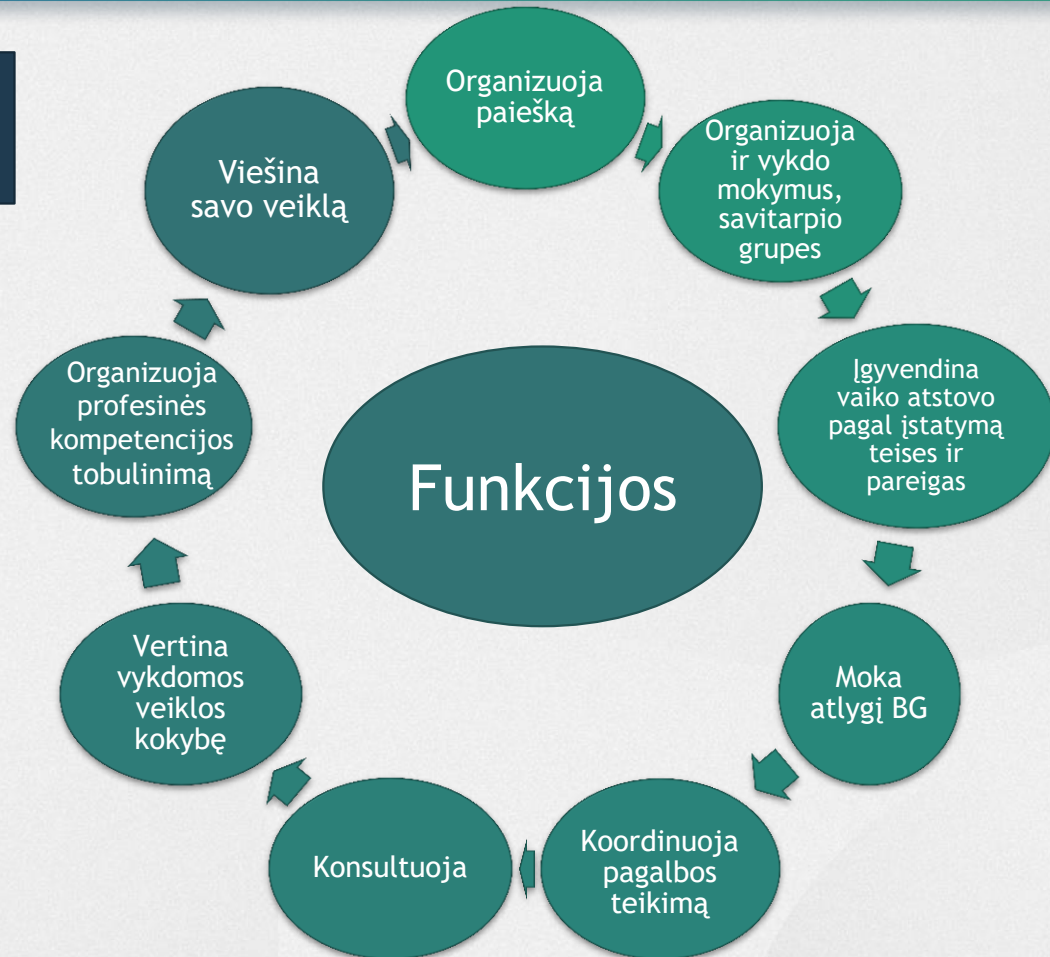 Organizuoja
paiešką
Organizuoja
ir vykdo
mokymus,
savitarpio
grupes
Įgyvendina
vaiko atstovo
pagal įstatymą
teises ir
pareigas
Moka
atlygį BG
Koordinuoja
pagalbos
teikimą
Konsultuoja
Vertina
vykdomos
veiklos
kokybę
Organizuoja
profesinės
kompetencijos
tobulinimą
Viešina
savo veiklą
Funkcijos